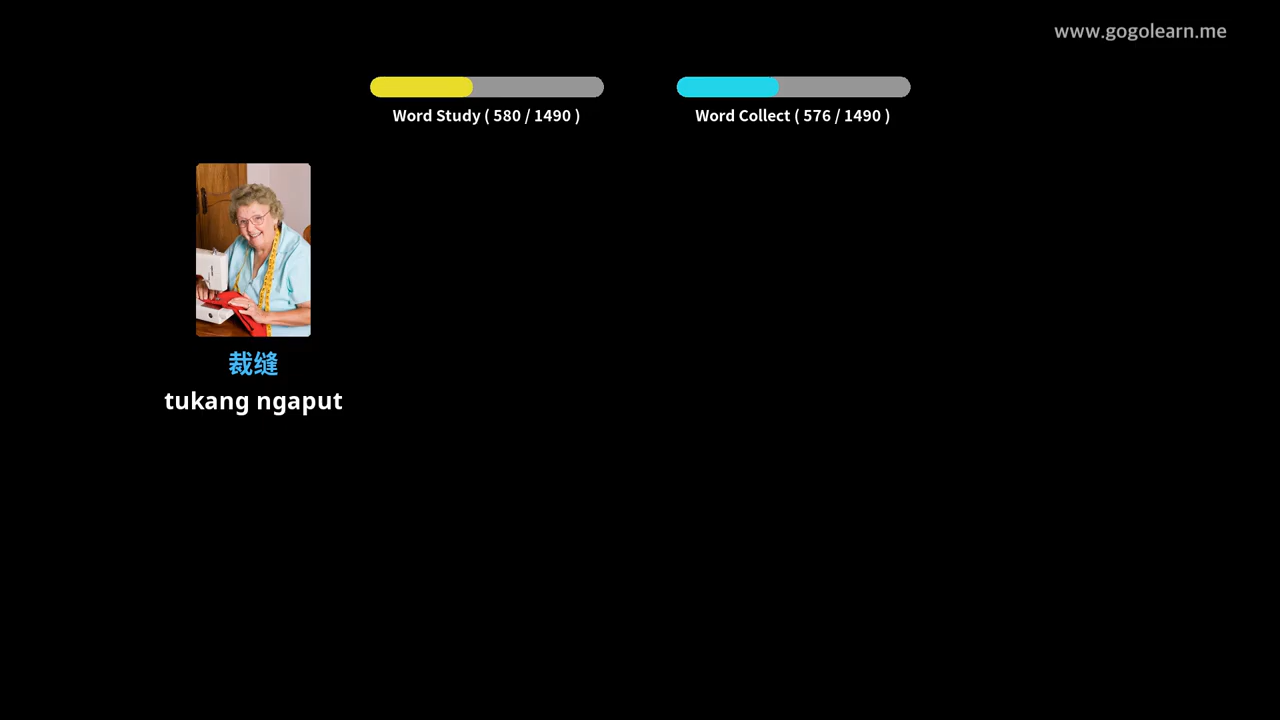 www.gogolearn.me
Word Study ( 580 / 1490 )
Word Collect ( 576 / 1490 )
裁缝
tukang ngaput